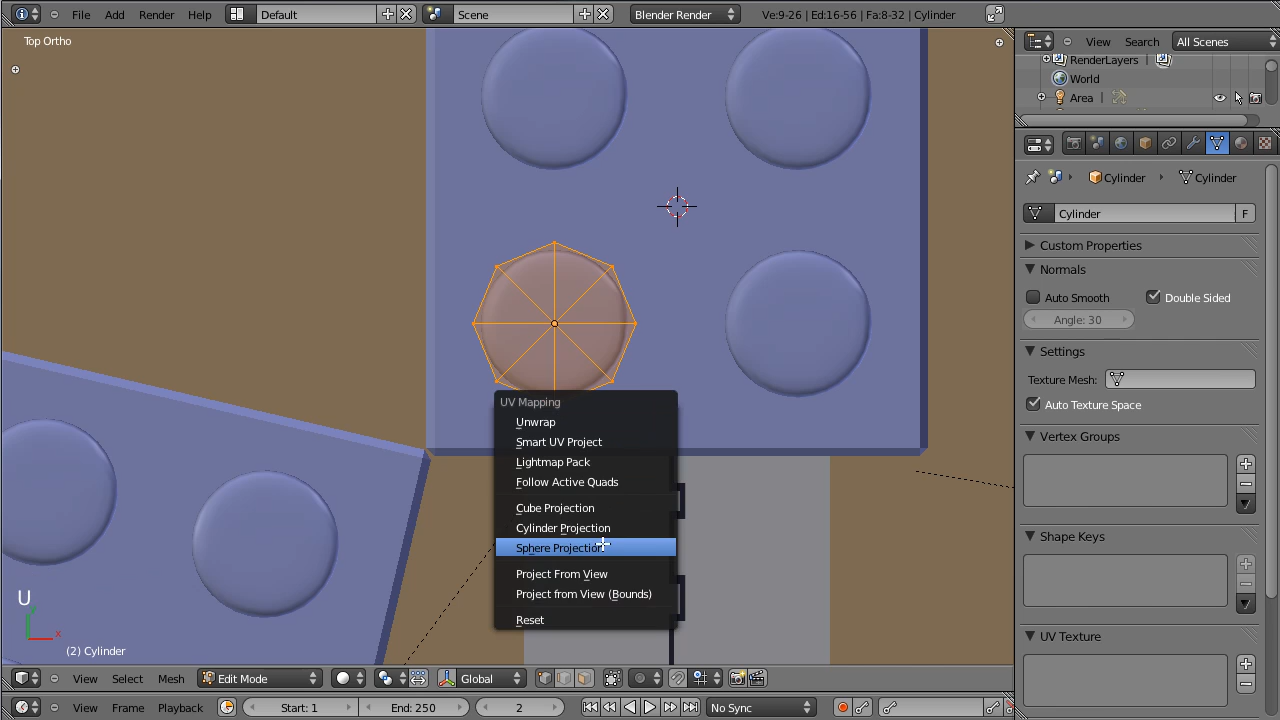 File Add Render Help Default Scene Blender Render Ve:9-26 | Ed:16-56 | Fa:8-32 | Cylinder
Top Ortho
View Search All Scenes
RenderLayers
World
Area
Cylinder Cylinder
Cylinder F
Custom Properties
Normals
Auto Smooth Double Sided
Angle: 30
Settings
Texture Mesh:
Auto Texture Space
Vertex Groups
Shape Keys
UV Texture
UV Mapping
Unwrap
Smart UV Project
Lightmap Pack
Follow Active Quads
Cube Projection
Cylinder Projection
Sphere Projection
Project From View
Project from View (Bounds)
Reset
U
Y
X
(2) Cylinder
View Select Mesh Edit Mode Global
View Frame Playback Start: 1 End: 250 2 No Sync